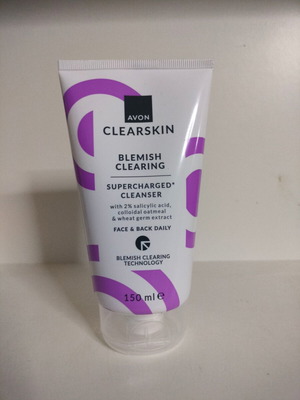 AVON
CLEARSKIN
BLEMISH
CLEARING
SUPERCHARGED*
CLEANSER
with 2% salicylic acid,
colloidal oatmeal
& wheat germ extract
FACE & BACK DAILY
BLEMISH CLEARING
TECHNOLOGY
150 ml e